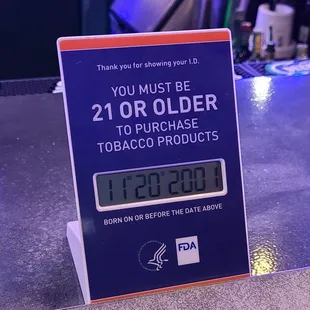 Thank you for showing your I.D.
YOU MUST BE
21 OR OLDER
TO PURCHASE
TOBACCO PRODUCTS
11 20 2001
BORN ON OR BEFORE THE DATE ABOVE
FDA